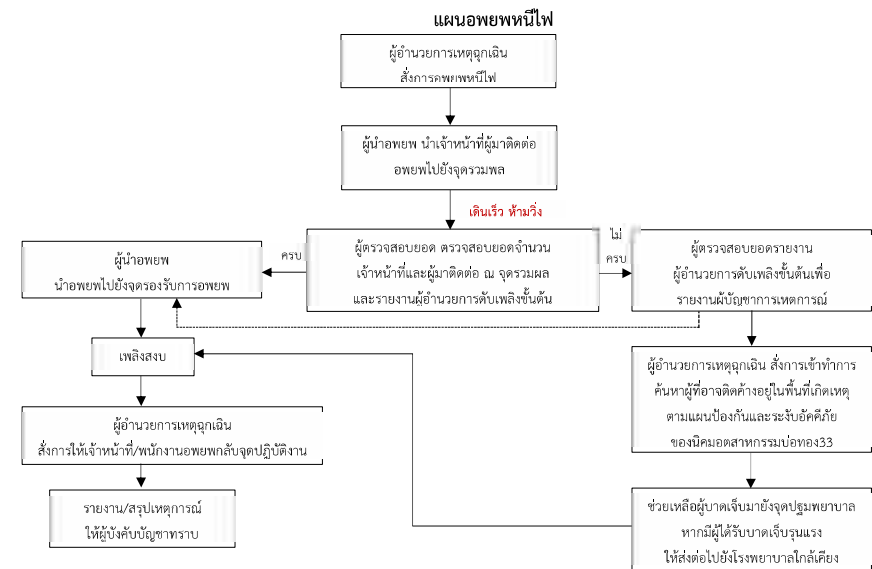 แผนอพยพหนีไฟ
ผู้อำนวยการเหตุฉุกเฉิน
สั่งการอพยพหนีไฟ
ผู้นำอพยพ นำเจ้าหน้าที่ผู้มาติดต่อ
อพยพไปยังจุดรวมพล
เดินเร็ว ห้ามวิ่ง
ผู้ตรวจสอบยอด ตรวจสอบยอดจำนวน
เจ้าหน้าที่และผู้มาติดต่อ ณ จุดรวมผล
และรายงานผู้อำนวยการดับเพลิงขั้นต้น
ครบ
ไม่
ครบ
ผู้นำอพยพ
นำอพยพไปยังจุดรองรับการอพยพ
ผู้ตรวจสอบยอดรายงาน
ผู้อำนวยการดับเพลิงขั้นต้นเพื่อ
รายงานผู้บัญชาการเหตุการณ์
เพลิงสงบ
ผู้อำนวยการเหตุฉุกเฉิน สั่งการเข้าทำการ
ค้นหาผู้ที่อาจติดค้างอยู่ในพื้นที่เกิดเหตุ
ตามแผนป้องกันและระงับอัคคีภัย
ของนิคมอุตสาหกรรมบ่อทอง33
ผู้อำนวยการเหตุฉุกเฉิน
สั่งการให้เจ้าหน้าที่/พนักงานอพยพกลับจุดปฏิบัติงาน
รายงาน/สรุปเหตุการณ์
ให้ผู้บังคับบัญชาทราบ
ช่วยเหลือผู้บาดเจ็บมายังจุดปฐมพยาบาล
หากมีผู้ได้รับบาดเจ็บรุนแรง
ให้ส่งต่อไปยังโรงพยาบาลใกล้เคียง